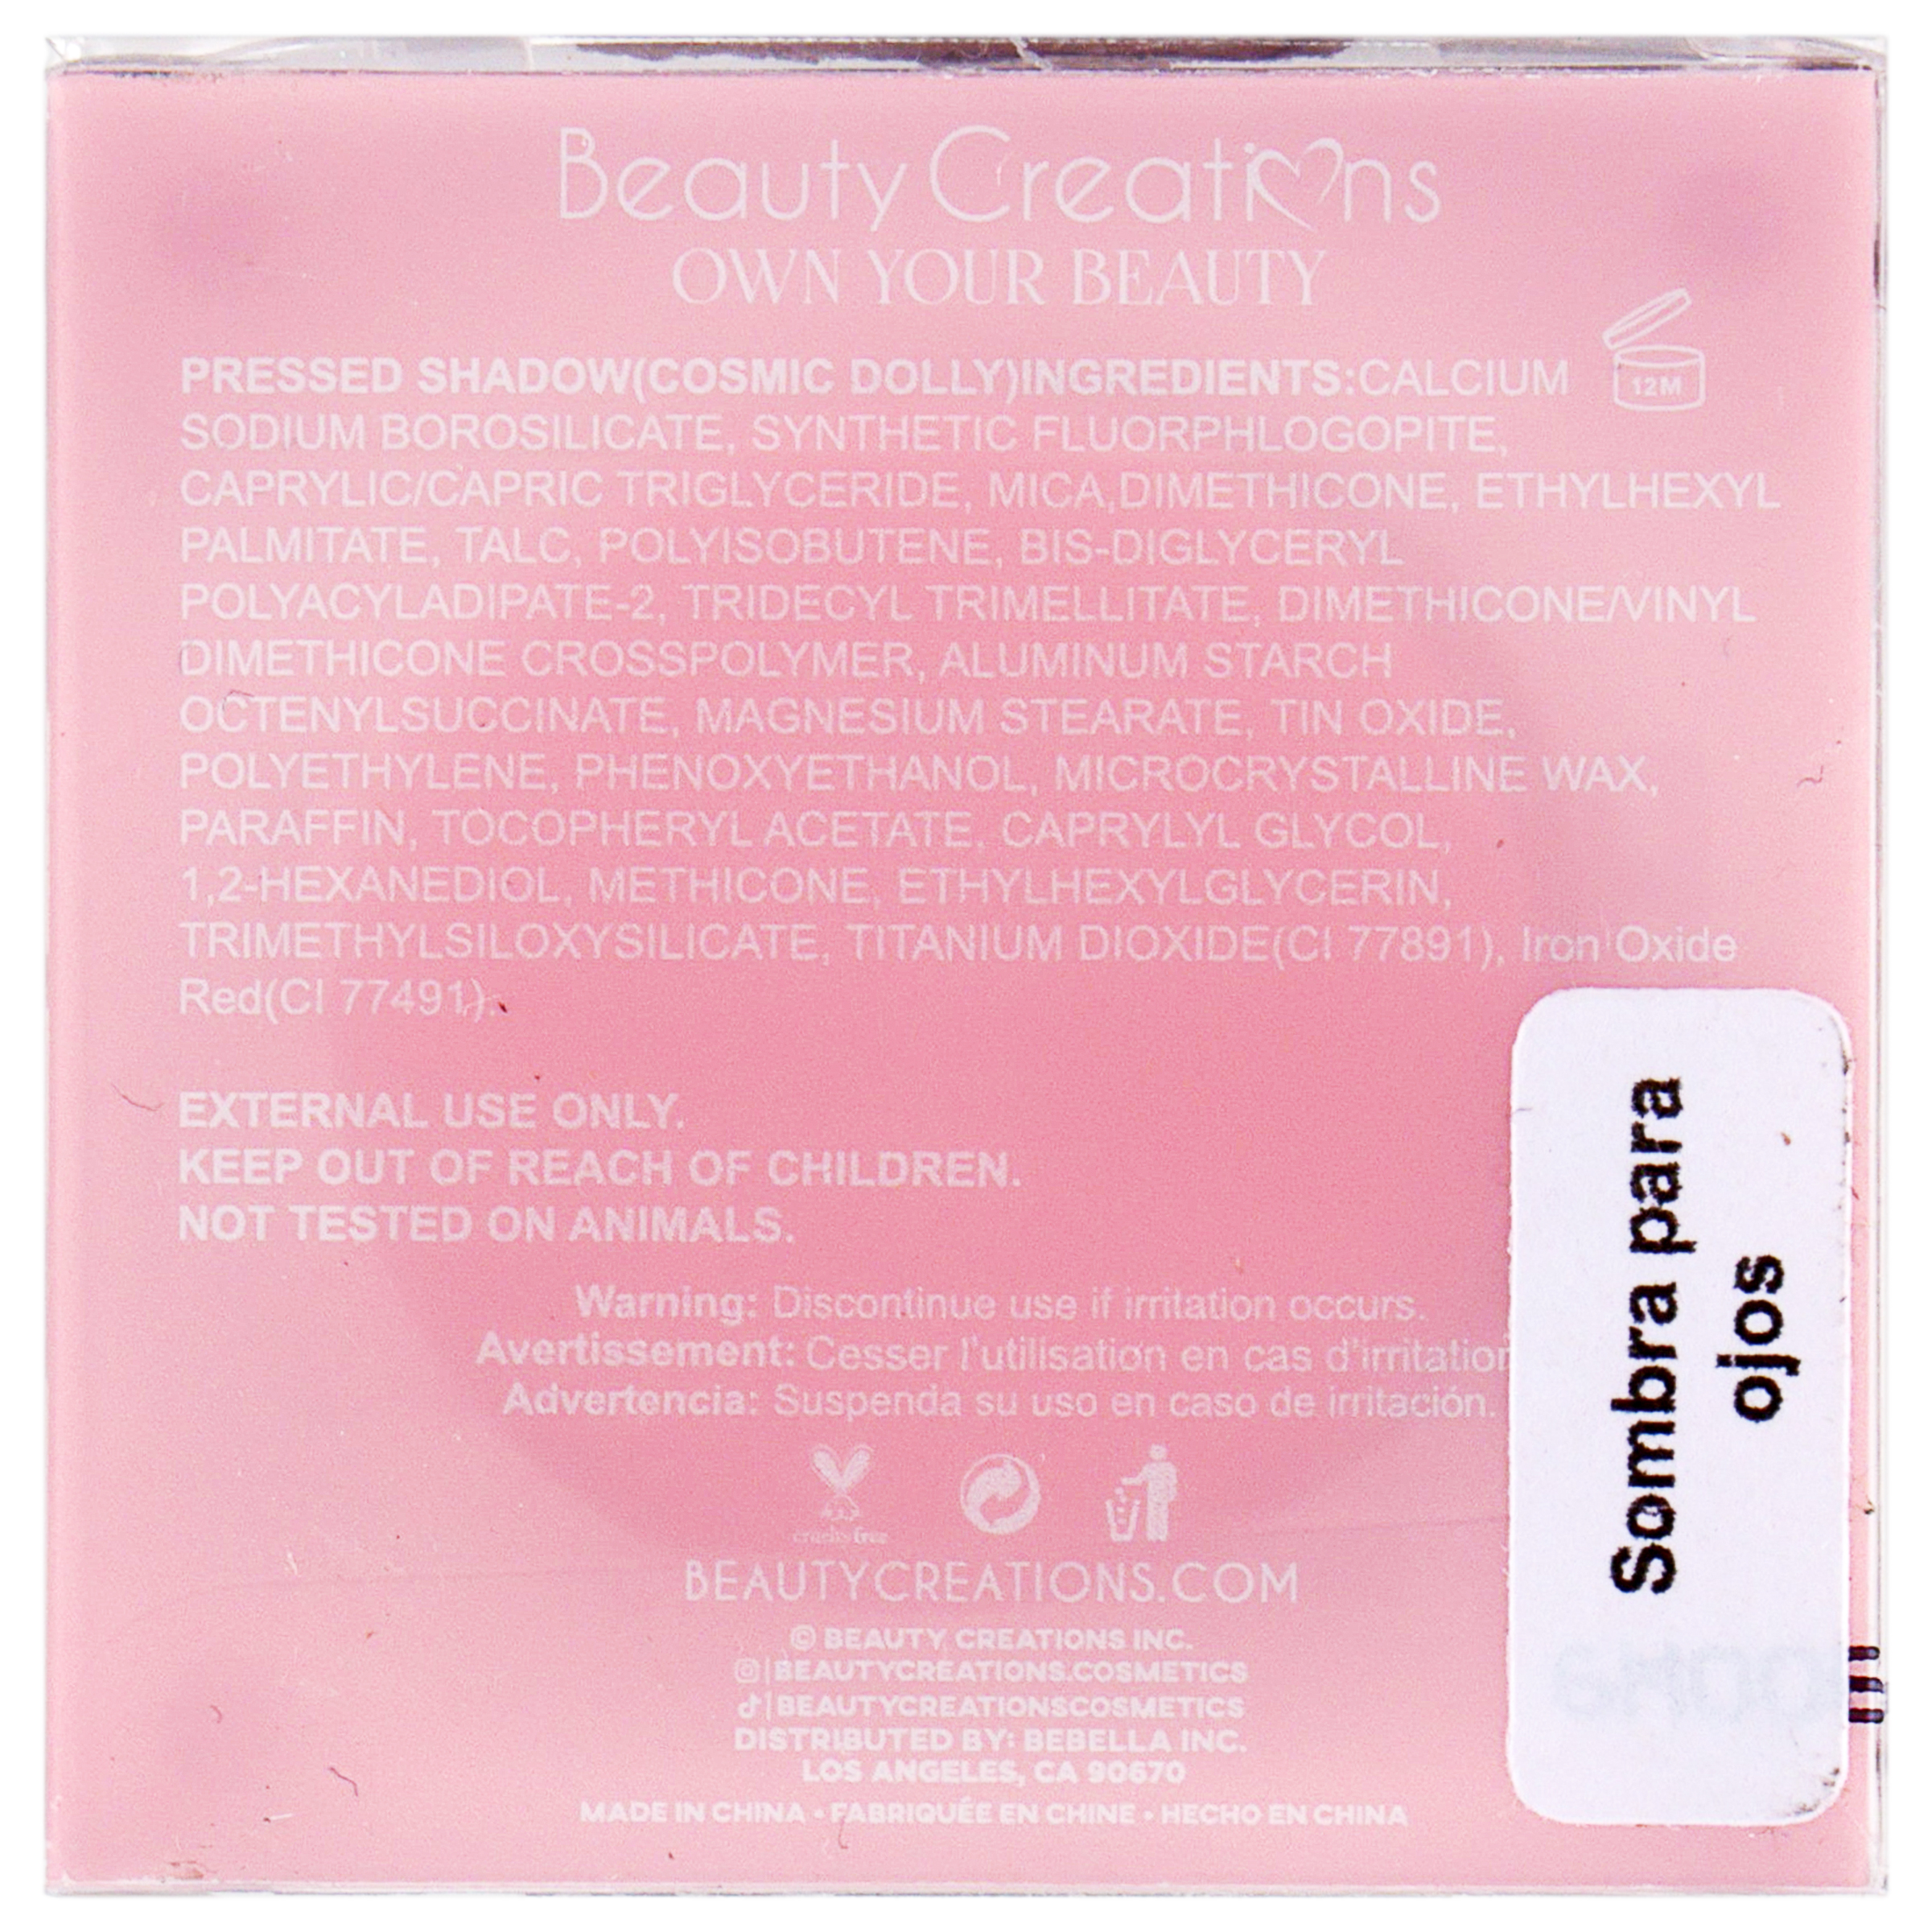 Beauty Creations
OWN YOUR BEAUTY
PRESSED SHADOW(COSMIC DOLLY)INGREDIENTS:CALCIUM
12M
SODIUM BOROSILICATE, SYNTHETIC FLUORPHLOGOPITE,
CAPRYLIC/CAPRIC TRIGLYCERIDE, MICA,DIMETHICONE, ETHYLHEXYL
PALMITATE, TALC, POLYISOBUTENE, BIS-DIGLYCERYL
POLYACYLADIPATE-2, TRIDECYL TRIMELLITATE, DIMETHICONE/VINYL
DIMETHICONE CROSSPOLYMER, ALUMINUM STARCH
OCTENYLSUCCINATE, MAGNESIUM STEARATE, TIN OXIDE,
POLYETHYLENE, PHENOXYETHANOL, MICROCRYSTALLINE WAX,
PARAFFIN, TOCOPHERYL ACETATE, CAPRYLYL GLYCOL,
1,2-HEXANEDIOL, METHICONE, ETHYLHEXYLGLYCERIN,
TRIMETHYLSILOXYSILICATE, TITANIUM DIOXIDE(CI 77891), Iron Oxide
Red(CI 77491).
EXTERNAL USE ONLY.
KEEP OUT OF REACH OF CHILDREN.
NOT TESTED ON ANIMALS.
Warning: Discontinue use if irritation occurs.
Avertissement: Cesser l'utilisation en cas d'irritation
Advertencia: Suspenda su uso en caso de irritación.
cruelty free
BEAUTYCREATIONS.COM
© BEAUTY CREATIONS INC.
|BEAUTYCREATIONS.COSMETICS
|BEAUTYCREATIONSCOSMETICS
DISTRIBUTED BY: BEBELLA INC.
LOS ANGELES, CA 90670
MADE IN CHINA • FABRIQUÉE EN CHINE • HECHO EN CHINA
Sombra para
ojos